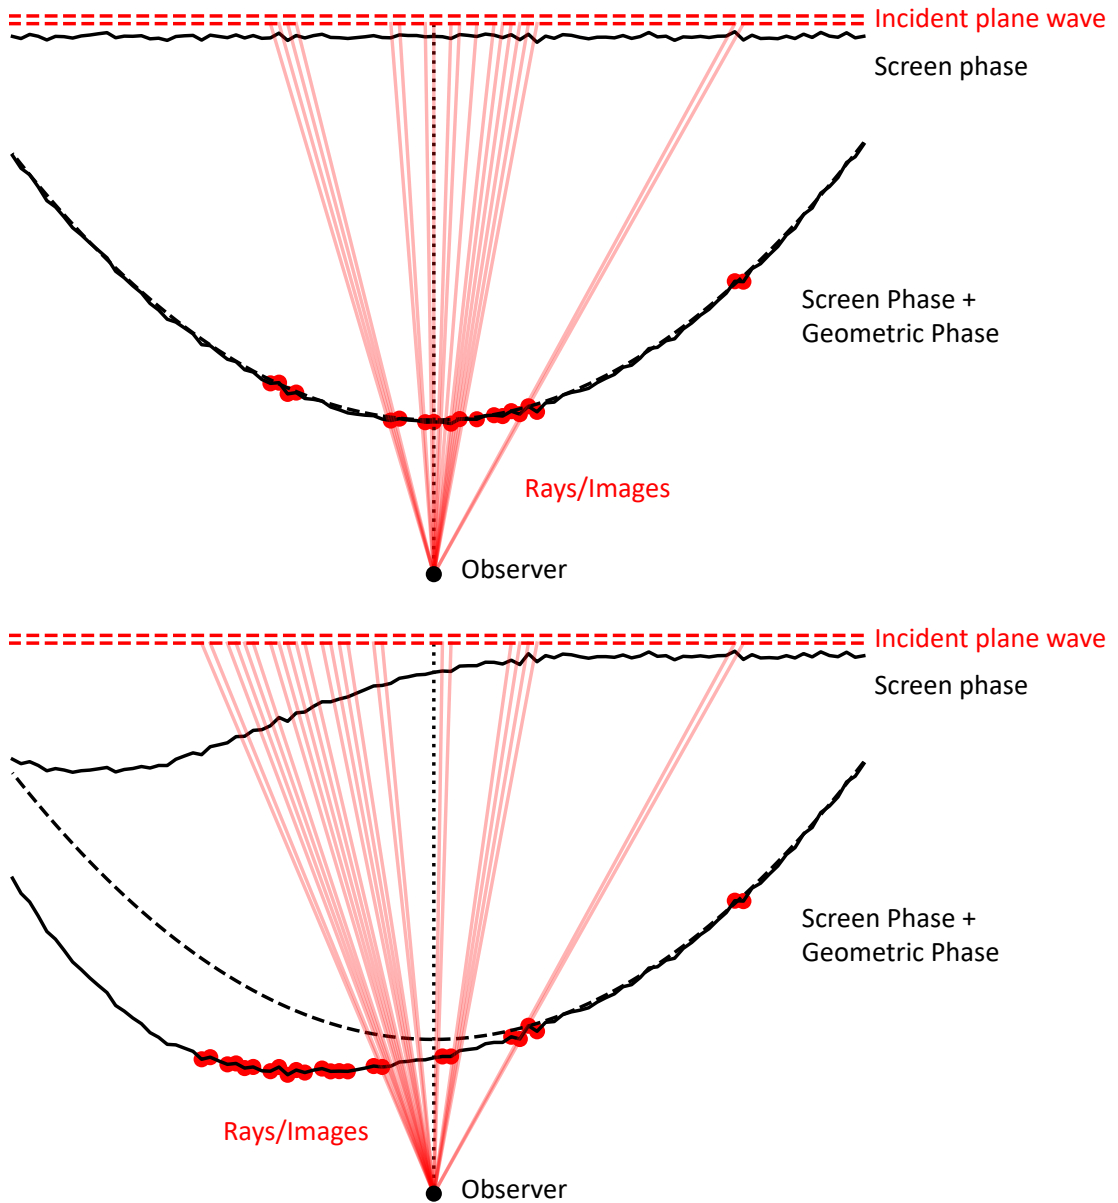 Incident plane wave
Screen phase
Screen Phase +
Geometric Phase
Rays/Images
Observer
Incident plane wave
Screen phase
Screen Phase +
Geometric Phase
Rays/Images
Observer